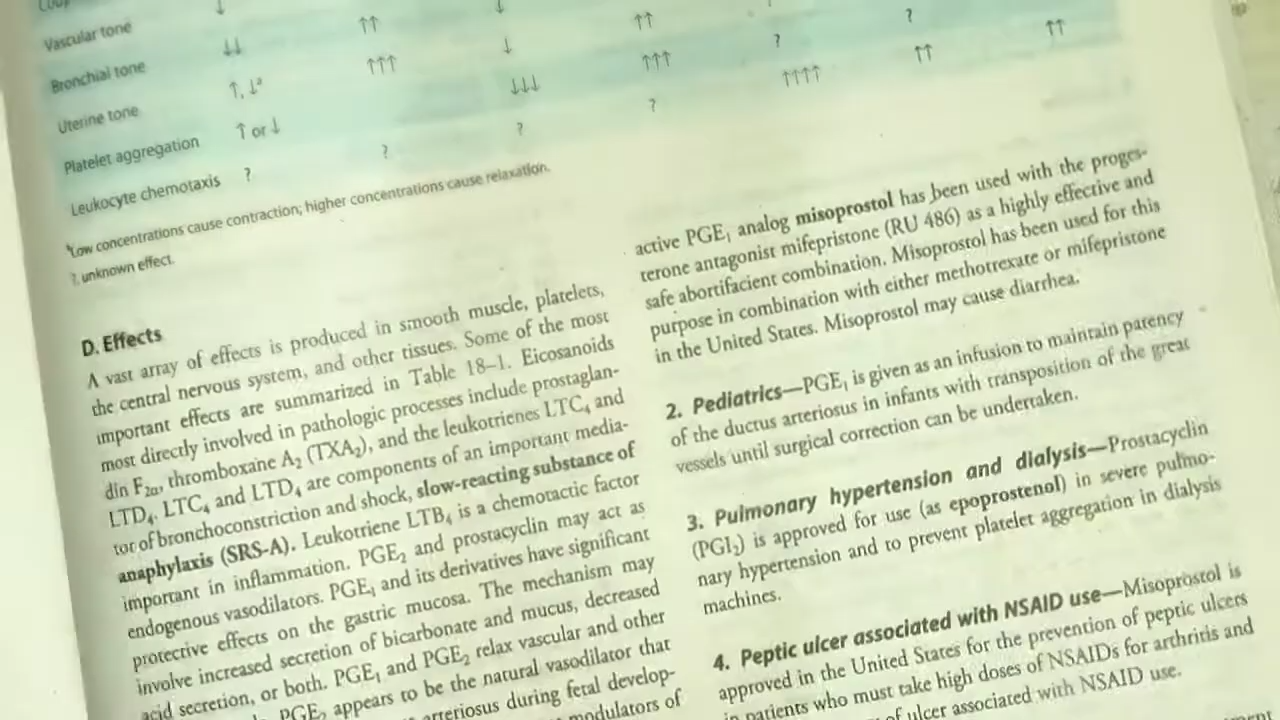 Vascular tone ↓ ↑↑ ↓ ↑↑ ? ?
Bronchial tone ↓↓ ↑↑↑ ↓ ↑↑↑ ? ↑↑ ↑↑
Uterine tone ↑, ↓ª ↓↓↓ ↑↑↑↑
Platelet aggregation ↑ or ↓ ? ?
Leukocyte chemotaxis ? ?
ªLow concentrations cause contraction; higher concentrations cause relaxation.
?, unknown effect.
D. Effects
A vast array of effects is produced in smooth muscle, platelets,
the central nervous system, and other tissues. Some of the most
important effects are summarized in Table 18–1. Eicosanoids
most directly involved in pathologic processes include prostaglan-
din F2α, thromboxane A2 (TXA2), and the leukotrienes LTC4 and
LTD4. LTC4 and LTD4 are components of an important media-
tor of bronchoconstriction and shock, slow-reacting substance of
anaphylaxis (SRS-A). Leukotriene LTB4 is a chemotactic factor
important in inflammation. PGE2 and prostacyclin may act as
endogenous vasodilators. PGE1 and its derivatives have significant
protective effects on the gastric mucosa. The mechanism may
involve increased secretion of bicarbonate and mucus, decreased
acid secretion, or both. PGE1 and PGE2 relax vascular and other
PGE2 appears to be the natural vasodilator that
arteriosus during fetal develop-
modulators of
active PGE1 analog misoprostol has been used with the proges-
terone antagonist mifepristone (RU 486) as a highly effective and
safe abortifacient combination. Misoprostol has been used for this
purpose in combination with either methotrexate or mifepristone
in the United States. Misoprostol may cause diarrhea.
2. Pediatrics—PGE1 is given as an infusion to maintain patency
of the ductus arteriosus in infants with transposition of the great
vessels until surgical correction can be undertaken.
3. Pulmonary hypertension and dialysis—Prostacyclin
(PGI2) is approved for use (as epoprostenol) in severe pulmo-
nary hypertension and to prevent platelet aggregation in dialysis
machines.
4. Peptic ulcer associated with NSAID use—Misoprostol is
approved in the United States for the prevention of peptic ulcers
in patients who must take high doses of NSAIDs for arthritis and
of ulcer associated with NSAID use.